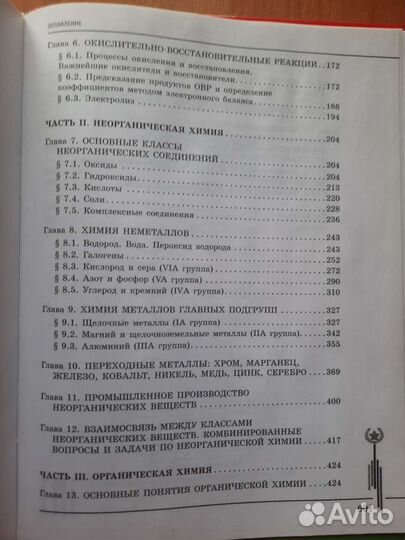 ОГЛАВЛЕНИЕ
Глава 6. ОКИСЛИТЕЛЬНО-ВОССТАНОВИТЕЛЬНЫЕ РЕАКЦИИ . 172
§ 6.1. Процессы окисления и восстановления.
Важнейшие окислители и восстановители . . . 172
§ 6.2. Предсказание продуктов ОВР и определение
коэффициентов методом электронного баланса . . . 186
§ 6.3. Электролиз . . . 194
ЧАСТЬ II. НЕОРГАНИЧЕСКАЯ ХИМИЯ . . . 204
Глава 7. ОСНОВНЫЕ КЛАССЫ
НЕОРГАНИЧЕСКИХ СОЕДИНЕНИЙ . . . 204
§ 7.1. Оксиды . . . 204
§ 7.2. Гидроксиды . . . 213
§ 7.3. Кислоты . . . 220
§ 7.4. Соли . . . 228
§ 7.5. Комплексные соединения . . . 236
Глава 8. ХИМИЯ НЕМЕТАЛЛОВ . . . 243
§ 8.1. Водород. Вода. Пероксид водорода . . . 243
§ 8.2. Галогены . . . 252
§ 8.3. Кислород и сера (VIA группа) . . . 272
§ 8.4. Азот и фосфор (VA группа) . . . 290
§ 8.5. Углерод и кремний (IVA группа) . . . 310
Глава 9. ХИМИЯ МЕТАЛЛОВ ГЛАВНЫХ ПОДГРУПП . . . 327
§ 9.1. Щелочные металлы (IA группа) . . . 327
§ 9.2. Магний и щелочноземельные металлы (IIA группа) . . . 342
§ 9.3. Алюминий (IIIA группа) . . . 355
Глава 10. ПЕРЕХОДНЫЕ МЕТАЛЛЫ: ХРОМ, МАРГАНЕЦ,
ЖЕЛЕЗО, КОБАЛЬТ, НИКЕЛЬ, МЕДЬ, ЦИНК, СЕРЕБРО . . . 369
Глава 11. ПРОМЫШЛЕННОЕ ПРОИЗВОДСТВО
НЕОРГАНИЧЕСКИХ ВЕЩЕСТВ . . . 400
Глава 12. ВЗАИМОСВЯЗЬ МЕЖДУ КЛАССАМИ
НЕОРГАНИЧЕСКИХ ВЕЩЕСТВ. КОМБИНИРОВАННЫЕ
ВОПРОСЫ И ЗАДАЧИ ПО НЕОРГАНИЧЕСКОЙ ХИМИИ . . . 417
ЧАСТЬ III. ОРГАНИЧЕСКАЯ ХИМИЯ . . . 424
Глава 13. ОСНОВНЫЕ ПОНЯТИЯ ОРГАНИЧЕСКОЙ ХИМИИ . . . 424
Avito